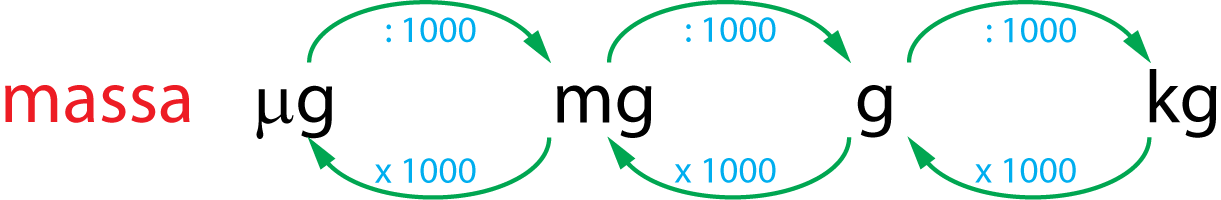 : 1000 : 1000 : 1000
massa μg mg g kg
x 1000 x 1000 x 1000